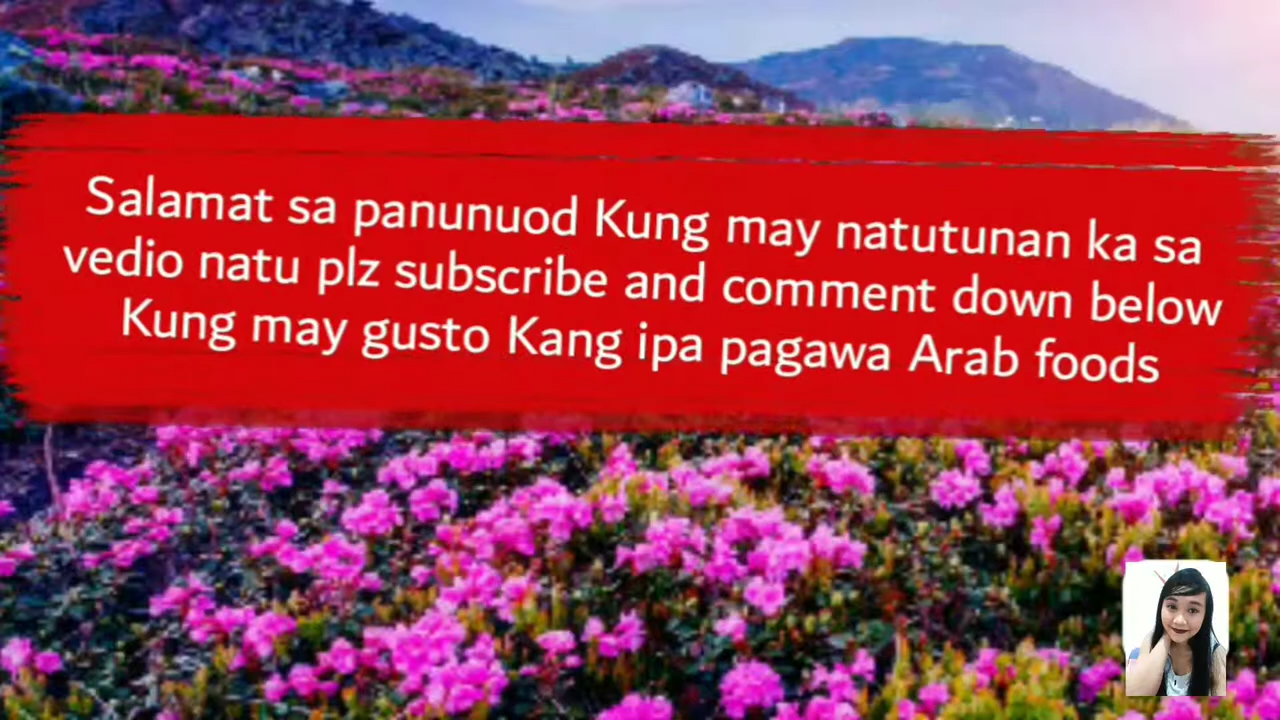 Salamat sa panunuod Kung may natutunan ka sa
vedio natu plz subscribe and comment down below
Kung may gusto Kang ipa pagawa Arab foods